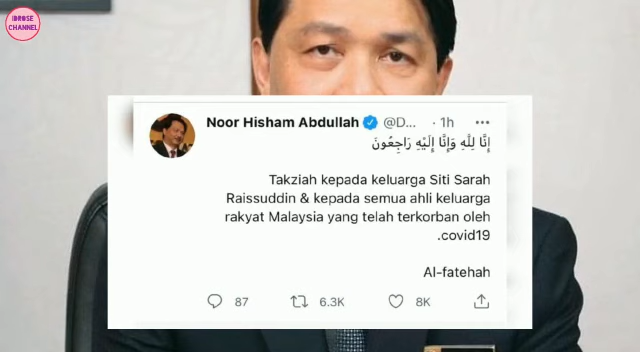 IDROSE
CHANNEL
Noor Hisham Abdullah @D... · 1h
إِنَّا لِلَّهِ وَإِنَّا إِلَيْهِ رَاجِعُونَ
Takziah kepada keluarga Siti Sarah
Raissuddin & kepada semua ahli keluarga
rakyat Malaysia yang telah terkorban oleh
.covid19
Al-fatehah
87 6.3K 8K